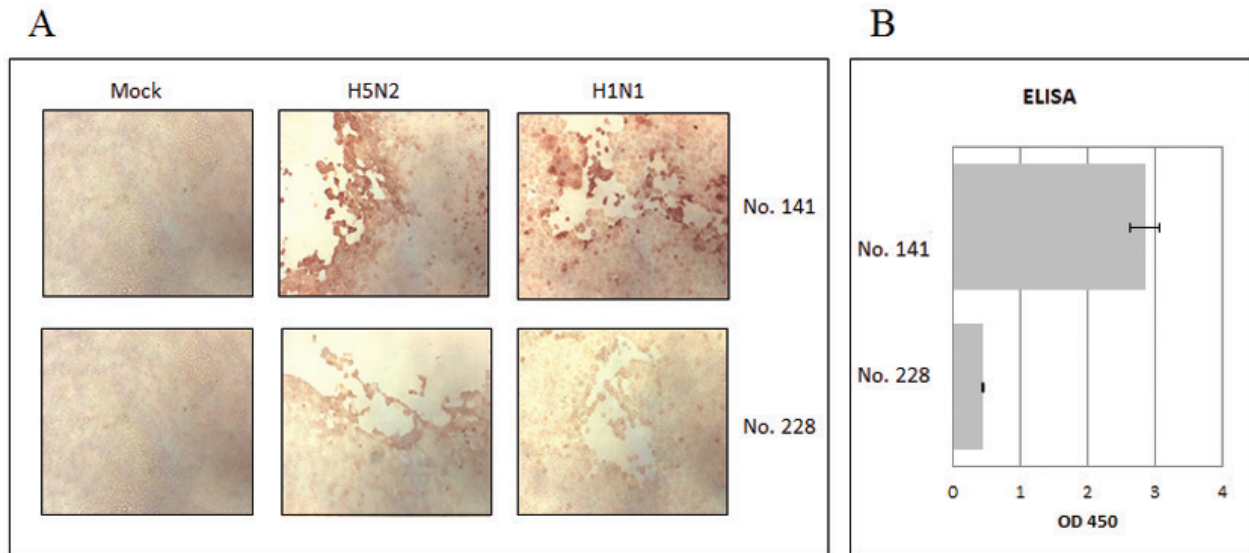 A
B
Mock
H5N2
H1N1
No. 141
No. 228
ELISA
No. 141
No. 228
0 1 2 3 4
OD 450